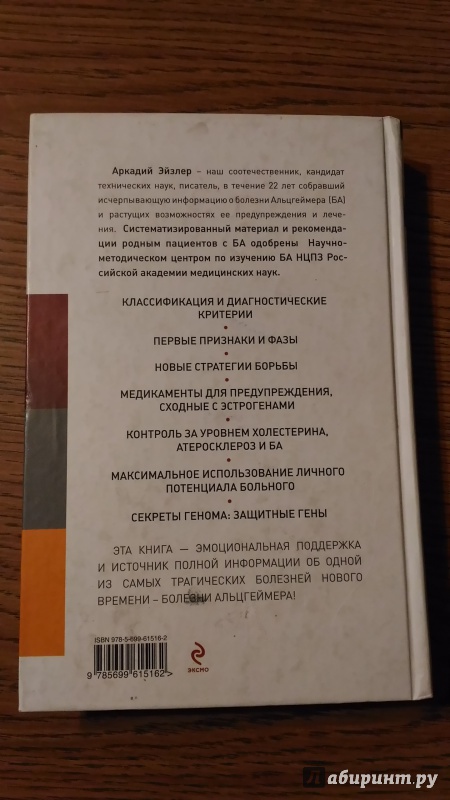 Аркадий Эйзлер – наш соотечественник, кандидат
технических наук, писатель, в течение 22 лет собравший
исчерпывающую информацию о болезни Альцгеймера (БА)
и растущих возможностях ее предупреждения и лече-
ния. Систематизированный материал и рекоменда-
ции родным пациентов с БА одобрены Научно-
методическом центром по изучению БА НЦПЗ Рос-
сийской академии медицинских наук.
КЛАССИФИКАЦИЯ И ДИАГНОСТИЧЕСКИЕ
КРИТЕРИИ
•
ПЕРВЫЕ ПРИЗНАКИ И ФАЗЫ
•
НОВЫЕ СТРАТЕГИИ БОРЬБЫ
•
МЕДИКАМЕНТЫ ДЛЯ ПРЕДУПРЕЖДЕНИЯ,
СХОДНЫЕ С ЭСТРОГЕНАМИ
•
КОНТРОЛЬ ЗА УРОВНЕМ ХОЛЕСТЕРИНА,
АТЕРОСКЛЕРОЗ И БА
•
МАКСИМАЛЬНОЕ ИСПОЛЬЗОВАНИЕ ЛИЧНОГО
ПОТЕНЦИАЛА БОЛЬНОГО
•
СЕКРЕТЫ ГЕНОМА: ЗАЩИТНЫЕ ГЕНЫ
ЭТА КНИГА — ЭМОЦИОНАЛЬНАЯ ПОДДЕРЖКА
И ИСТОЧНИК ПОЛНОЙ ИНФОРМАЦИИ ОБ ОДНОЙ
ИЗ САМЫХ ТРАГИЧЕСКИХ БОЛЕЗНЕЙ НОВОГО
ВРЕМЕНИ – БОЛЕЗНИ АЛЬЦГЕЙМЕРА!
ISBN 978-5-699-61516-2
9 785699 615162>
ЭКСМО
Лабиринт.ру